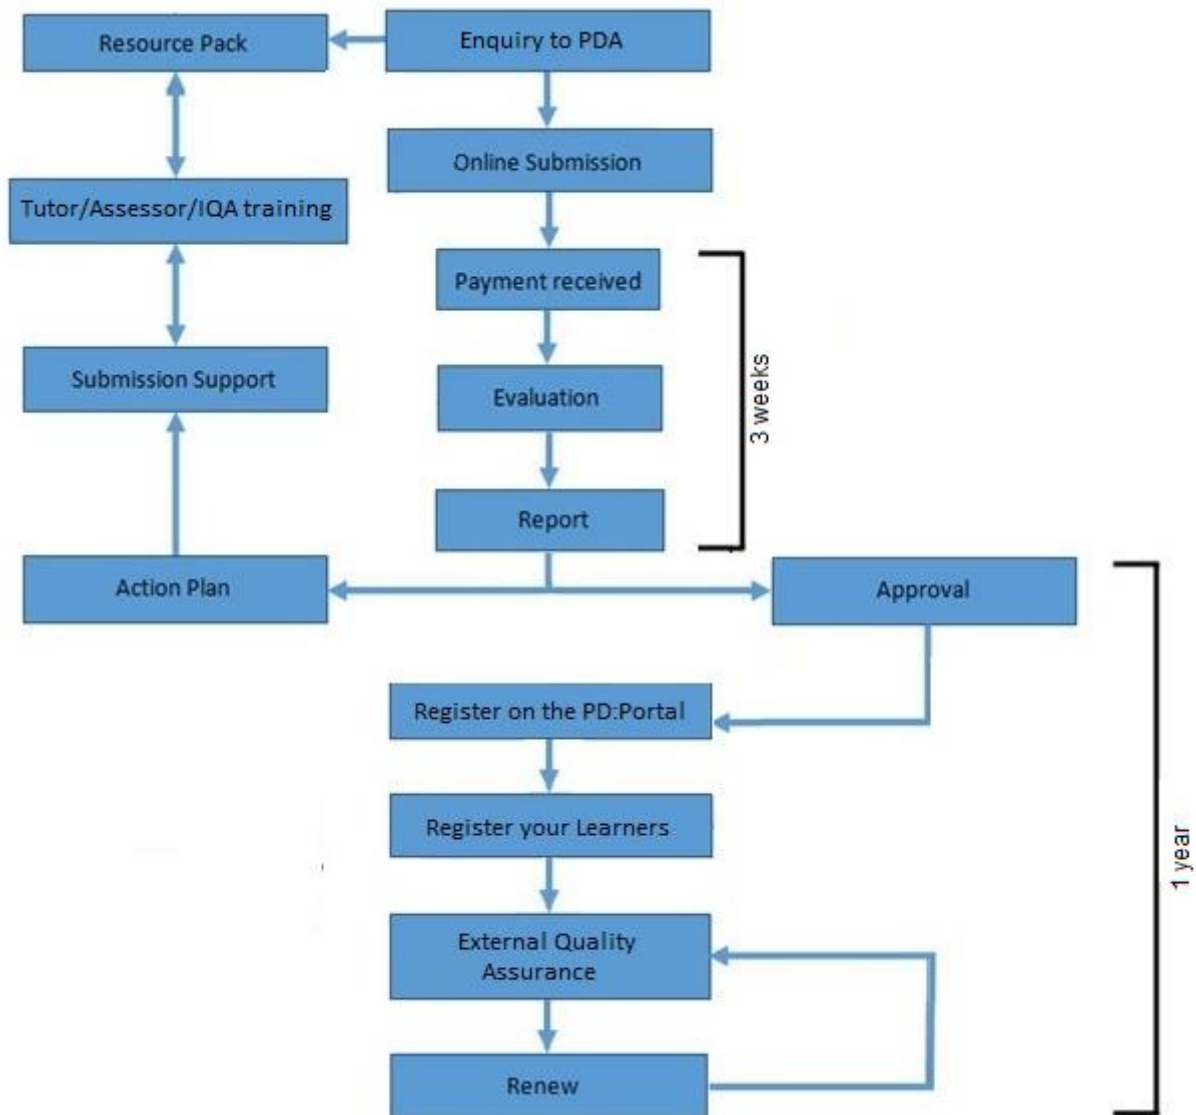 Resource Pack
Enquiry to PDA
Online Submission
Tutor/Assessor/IQA training
Payment received
Submission Support
Evaluation
3 weeks
Report
Action Plan
Approval
Register on the PD:Portal
Register your Learners
1 year
External Quality
Assurance
Renew